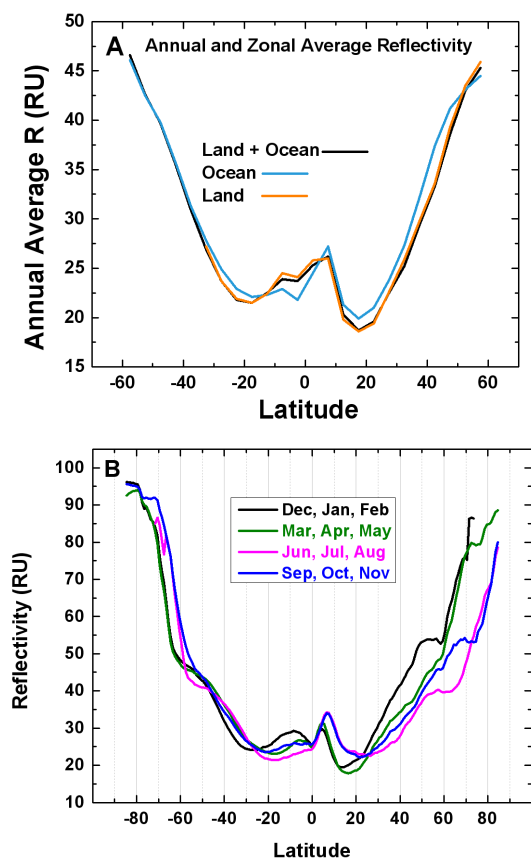 A Annual and Zonal Average Reflectivity
50
45
40
35
30
25
20
15
Annual Average R (RU)
Land + Ocean
Ocean
Land
-60 -40 -20 0 20 40 60
Latitude
B
100
90
80
70
60
50
40
30
20
10
Reflectivity (RU)
Dec, Jan, Feb
Mar, Apr, May
Jun, Jul, Aug
Sep, Oct, Nov
-80 -60 -40 -20 0 20 40 60 80
Latitude